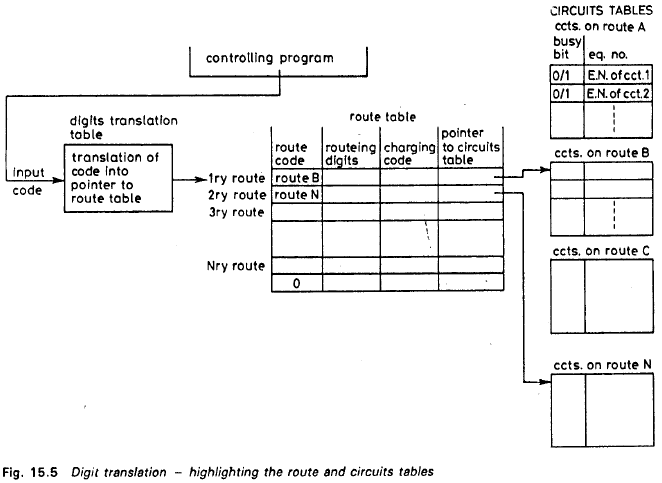 CIRCUITS TABLES
ccts. on route A
busy bit
eq. no.
0/1 E.N. of cct.1
0/1 E.N. of cct.2
controlling program
digits translation table
input code
translation of code into pointer to route table
route table
route code
routeing digits
charging code
pointer to circuits table
1ry route
route B
2ry route
route N
3ry route
Nry route
0
ccts. on route B
ccts. on route C
ccts. on route N
Fig. 15.5 Digit translation – highlighting the route and circuits tables